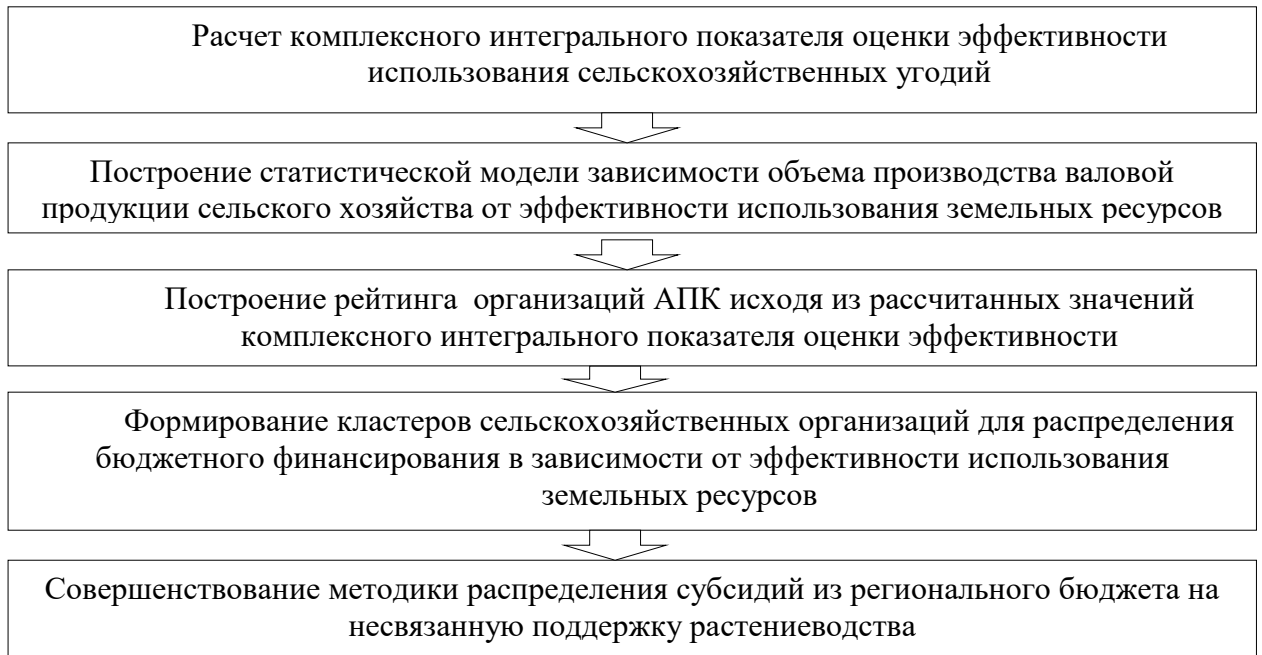 Расчет комплексного интегрального показателя оценки эффективности
использования сельскохозяйственных угодий
Построение статистической модели зависимости объема производства валовой
продукции сельского хозяйства от эффективности использования земельных ресурсов
Построение рейтинга организаций АПК исходя из рассчитанных значений
комплексного интегрального показателя оценки эффективности
Формирование кластеров сельскохозяйственных организаций для распределения
бюджетного финансирования в зависимости от эффективности использования
земельных ресурсов
Совершенствование методики распределения субсидий из регионального бюджета на
несвязанную поддержку растениеводства